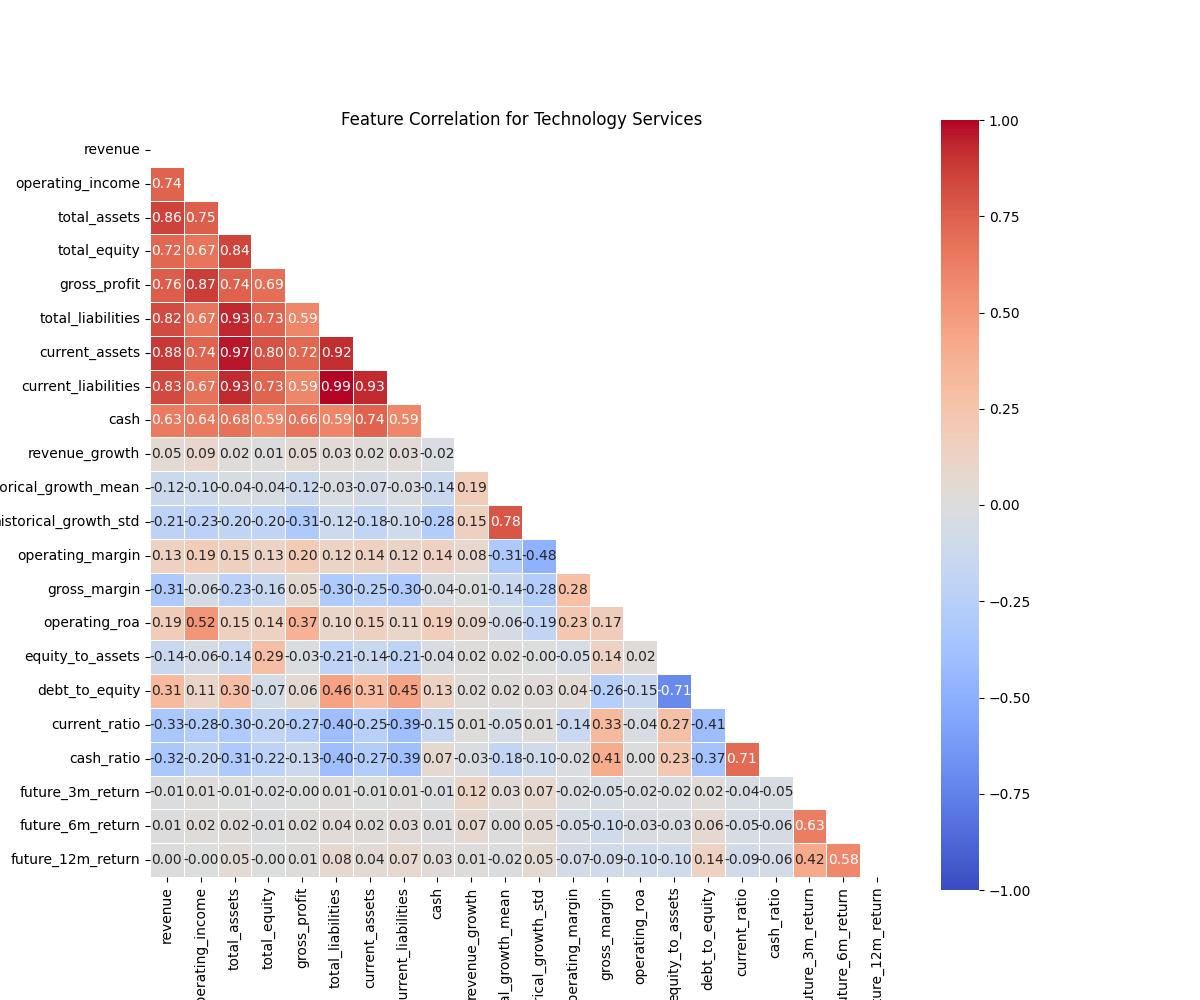 Feature Correlation for Technology Services
1.00
revenue
operating_income 0.74
total_assets 0.86 0.75
0.75
total_equity 0.72 0.67 0.84
gross_profit 0.76 0.87 0.74 0.69
total_liabilities 0.82 0.67 0.93 0.73 0.59
0.50
current_assets 0.88 0.74 0.97 0.80 0.72 0.92
current_liabilities 0.83 0.67 0.93 0.73 0.59 0.99 0.93
0.25
cash 0.63 0.64 0.68 0.59 0.66 0.59 0.74 0.59
revenue_growth 0.05 0.09 0.02 0.01 0.05 0.03 0.02 0.03 -0.02
orical_growth_mean -0.12 -0.10 -0.04 -0.04 -0.12 -0.03 -0.07 -0.03 -0.14 0.19
0.00
istorical_growth_std -0.21 -0.23 -0.20 -0.20 -0.31 -0.12 -0.18 -0.10 -0.28 0.15 0.78
operating_margin 0.13 0.19 0.15 0.13 0.20 0.12 0.14 0.12 0.14 0.08 -0.31 -0.48
gross_margin -0.31 -0.06 -0.23 -0.16 0.05 -0.30 -0.25 -0.30 -0.04 -0.01 -0.14 -0.28 0.28
−0.25
operating_roa 0.19 0.52 0.15 0.14 0.37 0.10 0.15 0.11 0.19 0.09 -0.06 -0.19 0.23 0.17
equity_to_assets -0.14 -0.06 -0.14 0.29 -0.03 -0.21 -0.14 -0.21 -0.04 0.02 0.02 -0.00 -0.05 0.14 0.02
debt_to_equity 0.31 0.11 0.30 -0.07 0.06 0.46 0.31 0.45 0.13 0.02 0.02 0.03 0.04 -0.26 -0.15 -0.71
−0.50
current_ratio -0.33 -0.28 -0.30 -0.20 -0.27 -0.40 -0.25 -0.39 -0.15 0.01 -0.05 0.01 -0.14 0.33 -0.04 0.27 -0.41
cash_ratio -0.32 -0.20 -0.31 -0.22 -0.13 -0.40 -0.27 -0.39 0.07 -0.03 -0.18 -0.10 -0.02 0.41 0.00 0.23 -0.37 0.71
future_3m_return -0.01 0.01 -0.01 -0.02 -0.00 0.01 -0.01 0.01 -0.01 0.12 0.03 0.07 -0.02 -0.05 -0.02 -0.02 0.02 -0.04 -0.05
−0.75
future_6m_return 0.01 0.02 0.02 -0.01 0.02 0.04 0.02 0.03 0.01 0.07 0.00 0.05 -0.05 -0.10 -0.03 -0.03 0.06 -0.05 -0.06 0.63
future_12m_return 0.00 -0.00 0.05 -0.00 0.01 0.08 0.04 0.07 0.03 0.01 -0.02 0.05 -0.07 -0.09 -0.10 -0.10 0.14 -0.09 -0.06 0.42 0.58
−1.00
revenue
perating_income
total_assets
total_equity
gross_profit
total_liabilities
current_assets
urrent_liabilities
cash
revenue_growth
al_growth_mean
rical_growth_std
perating_margin
gross_margin
operating_roa
equity_to_assets
debt_to_equity
current_ratio
cash_ratio
uture_3m_return
uture_6m_return
ure_12m_return